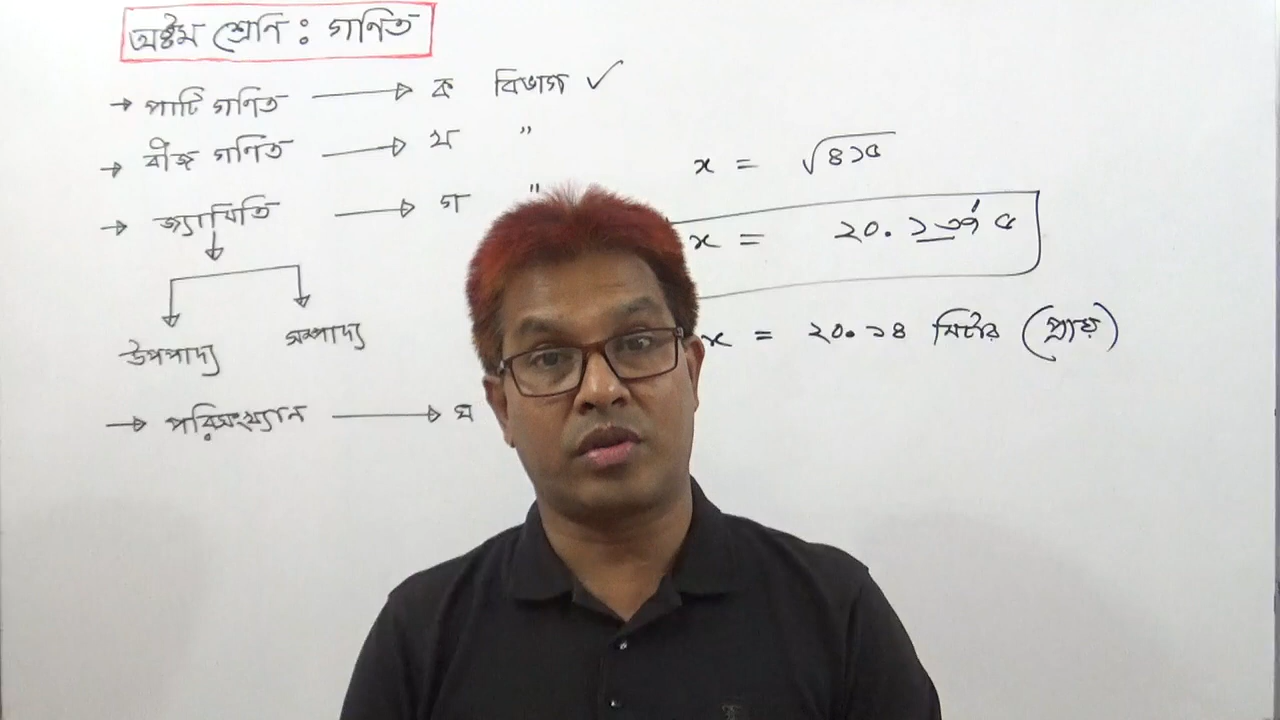 অষ্টম শ্রেণি : গণিত
→ পাটি গণিত → ক বিভাগ ✓
→ বীজ গণিত → খ "
→ জ্যামিতি → গ "
উপপাদ্য সম্পাদ্য
→ পরিসংখ্যান → ঘ
x = √৪১৫
x = ২০.১৩৭৫
x = ২০.১৪ মিটার (প্রায়)